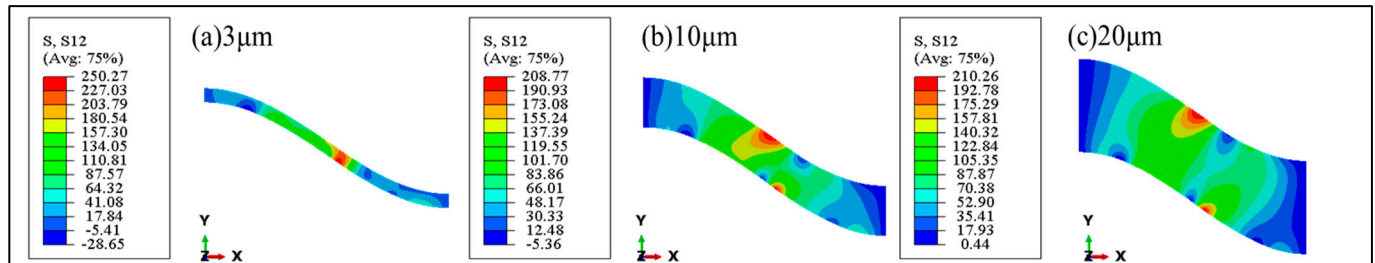 S, S12
(Avg: 75%)
250.27
227.03
203.79
180.54
157.30
134.05
110.81
87.57
64.32
41.08
17.84
-5.41
-28.65
(a)3μm
Y
Z X
S, S12
(Avg: 75%)
208.77
190.93
173.08
155.24
137.39
119.55
101.70
83.86
66.01
48.17
30.33
12.48
-5.36
(b)10μm
Y
Z X
S, S12
(Avg: 75%)
210.26
192.78
175.29
157.81
140.32
122.84
105.35
87.87
70.38
52.90
35.41
17.93
0.44
(c)20μm
Y
Z X